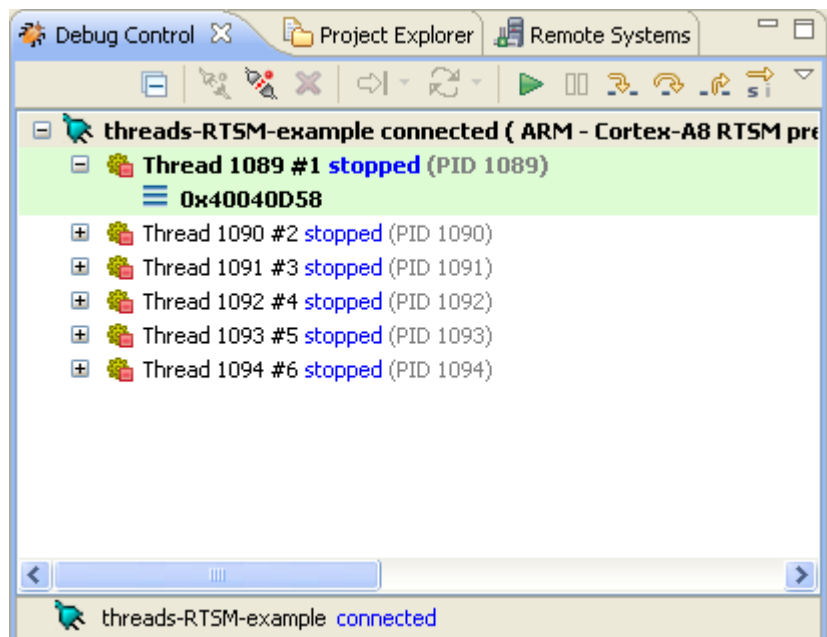 Debug Control Project Explorer Remote Systems
s i
threads-RTSM-example connected ( ARM - Cortex-A8 RTSM pre
Thread 1089 #1 stopped (PID 1089)
0x40040D58
Thread 1090 #2 stopped (PID 1090)
Thread 1091 #3 stopped (PID 1091)
Thread 1092 #4 stopped (PID 1092)
Thread 1093 #5 stopped (PID 1093)
Thread 1094 #6 stopped (PID 1094)
threads-RTSM-example connected